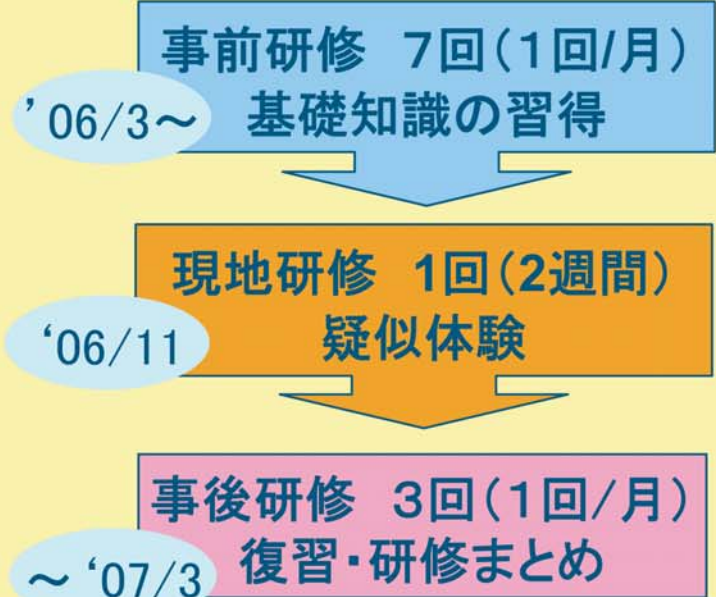 事前研修　7回（1回/月）
’06/3～
基礎知識の習得
現地研修　1回（2週間）
‘06/11
疑似体験
事後研修　3回（1回/月）
～‘07/3
復習・研修まとめ